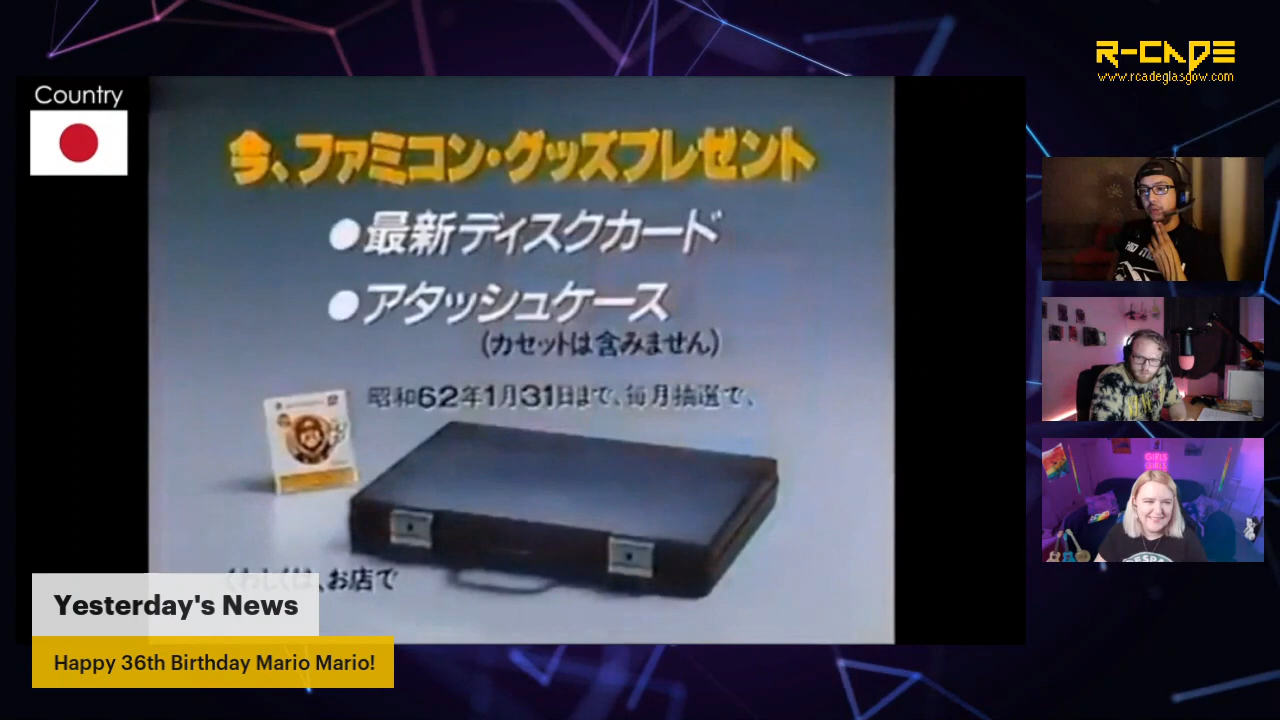 R-CADE
www.rcadeglasgow.com
Country
今、ファミコン・グッズプレゼント
●最新ディスクカード
●アタッシュケース
(カセットは含みません)
昭和62年1月31日まで、毎月抽選で、
くわしくは、お店で
GIRLS
GIRLS
Yesterday's News
Happy 36th Birthday Mario Mario!